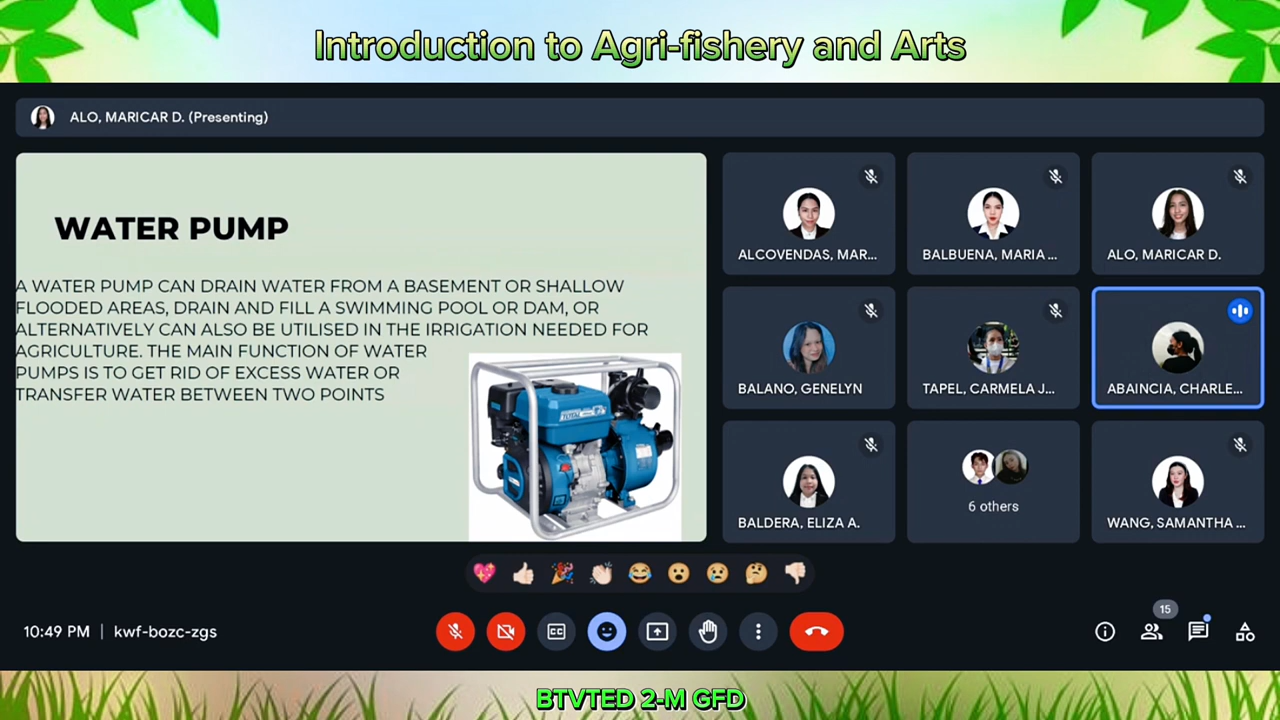 Introduction to Agri-fishery and Arts
ALO, MARICAR D. (Presenting)
WATER PUMP
A WATER PUMP CAN DRAIN WATER FROM A BASEMENT OR SHALLOW
FLOODED AREAS, DRAIN AND FILL A SWIMMING POOL OR DAM, OR
ALTERNATIVELY CAN ALSO BE UTILISED IN THE IRRIGATION NEEDED FOR
AGRICULTURE. THE MAIN FUNCTION OF WATER
PUMPS IS TO GET RID OF EXCESS WATER OR
TRANSFER WATER BETWEEN TWO POINTS
TOTAL
ALCOVENDAS, MAR...
BALBUENA, MARIA ...
ALO, MARICAR D.
BALANO, GENELYN
TAPEL, CARMELA J...
ABAINCIA, CHARLE...
BALDERA, ELIZA A.
6 others
WANG, SAMANTHA ...
10:49 PM | kwf-bozc-zgs
CC
15
BTVTED 2-M GFD